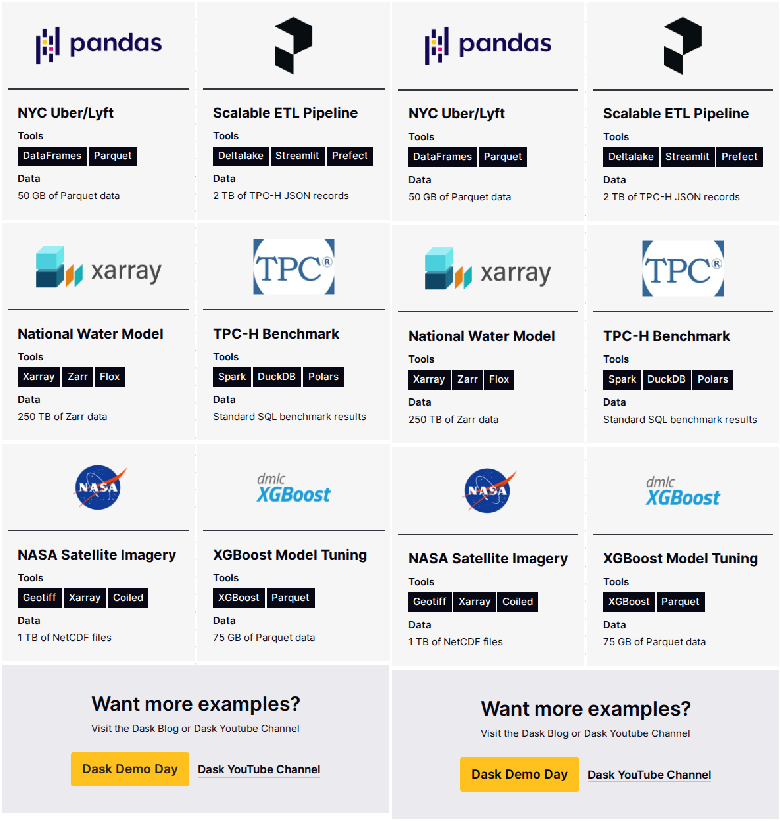 pandas
NYC Uber/Lyft
Tools
DataFrames Parquet
Data
50 GB of Parquet data
Scalable ETL Pipeline
Tools
Deltalake Streamlit Prefect
Data
2 TB of TPC-H JSON records
xarray
National Water Model
Tools
Xarray Zarr Flox
Data
250 TB of Zarr data
TPC®
TPC-H Benchmark
Tools
Spark DuckDB Polars
Data
Standard SQL benchmark results
NASA
NASA Satellite Imagery
Tools
Geotiff Xarray Coiled
Data
1 TB of NetCDF files
dmlc
XGBoost
XGBoost Model Tuning
Tools
XGBoost Parquet
Data
75 GB of Parquet data
Want more examples?
Visit the Dask Blog or Dask Youtube Channel
Dask Demo Day Dask YouTube Channel
pandas
NYC Uber/Lyft
Tools
DataFrames Parquet
Data
50 GB of Parquet data
Scalable ETL Pipeline
Tools
Deltalake Streamlit Prefect
Data
2 TB of TPC-H JSON records
xarray
National Water Model
Tools
Xarray Zarr Flox
Data
250 TB of Zarr data
TPC®
TPC-H Benchmark
Tools
Spark DuckDB Polars
Data
Standard SQL benchmark results
NASA
NASA Satellite Imagery
Tools
Geotiff Xarray Coiled
Data
1 TB of NetCDF files
dmlc
XGBoost
XGBoost Model Tuning
Tools
XGBoost Parquet
Data
75 GB of Parquet data
Want more examples?
Visit the Dask Blog or Dask Youtube Channel
Dask Demo Day Dask YouTube Channel